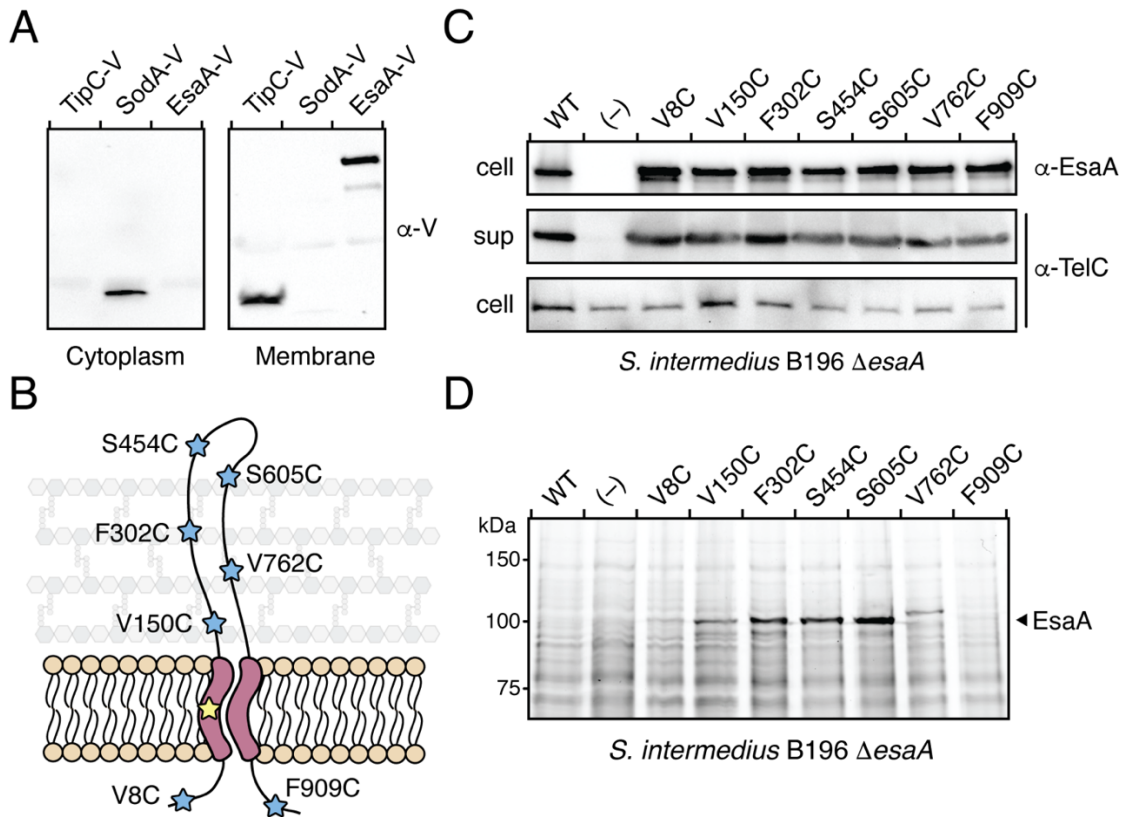 A
TipC-V SodA-V EsaA-V TipC-V SodA-V EsaA-V
α-V
Cytoplasm Membrane
B
S454C
S605C
F302C
V762C
V150C
V8C
F909C
C
WT (–) V8C V150C F302C S454C S605C V762C F909C
cell α-EsaA
sup
α-TelC
cell
S. intermedius B196 ΔesaA
D
WT (–) V8C V150C F302C S454C S605C V762C F909C
kDa
150
100 EsaA
75
S. intermedius B196 ΔesaA